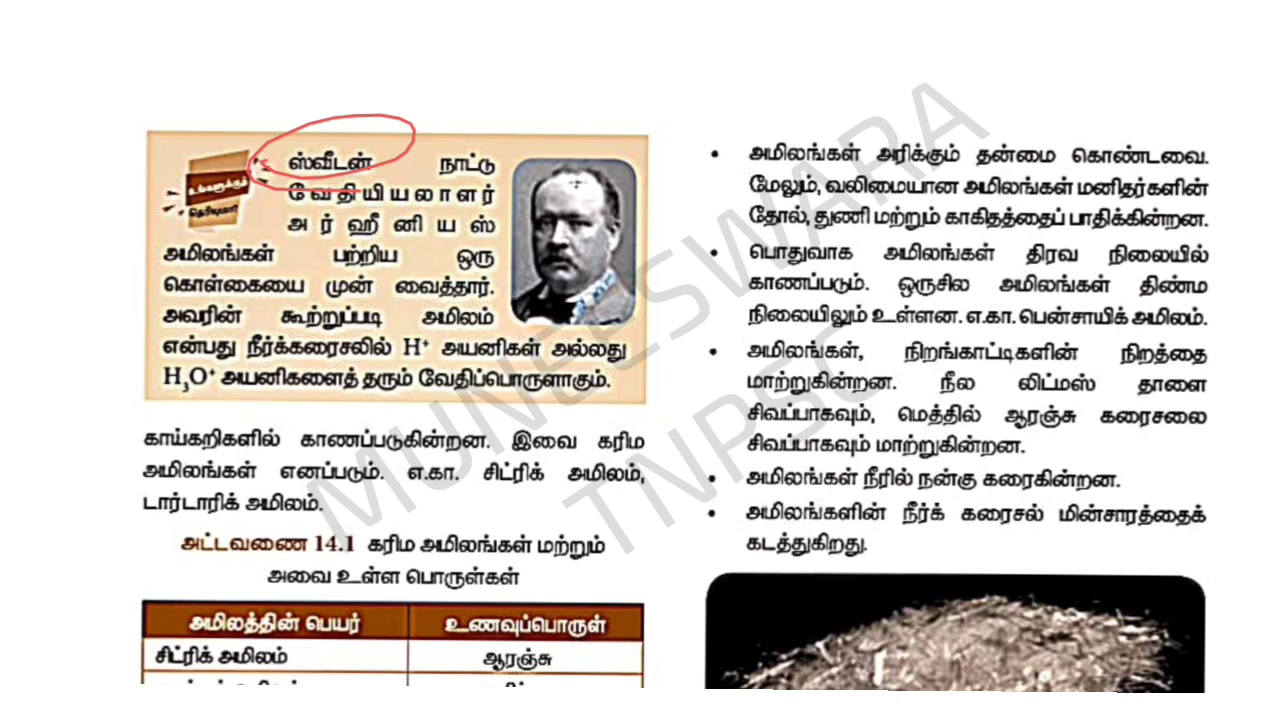 உங்களுக்குத்
தெரியுமா!
ஸ்வீடன் நாட்டு
வேதியியலாளர்
அர்ஹீனியஸ்
அமிலங்கள் பற்றிய ஒரு
கொள்கையை முன் வைத்தார்.
அவரின் கூற்றுப்படி அமிலம்
என்பது நீர்க்கரைசலில் H⁺ அயனிகள் அல்லது
H₃O⁺ அயனிகளைத் தரும் வேதிப்பொருளாகும்.
காய்கறிகளில் காணப்படுகின்றன. இவை கரிம
அமிலங்கள் எனப்படும். எ.கா. சிட்ரிக் அமிலம்,
டார்டாரிக் அமிலம்.
அட்டவணை 14.1 கரிம அமிலங்கள் மற்றும்
அவை உள்ள பொருள்கள்
அமிலத்தின் பெயர் உணவுப்பொருள்
சிட்ரிக் அமிலம் ஆரஞ்சு
• அமிலங்கள் அரிக்கும் தன்மை கொண்டவை.
மேலும், வலிமையான அமிலங்கள் மனிதர்களின்
தோல், துணி மற்றும் காகிதத்தைப் பாதிக்கின்றன.
• பொதுவாக அமிலங்கள் திரவ நிலையில்
காணப்படும். ஒருசில அமிலங்கள் திண்ம
நிலையிலும் உள்ளன. எ.கா. பென்சாயிக் அமிலம்.
• அமிலங்கள், நிறங்காட்டிகளின் நிறத்தை
மாற்றுகின்றன. நீல லிட்மஸ் தாளை
சிவப்பாகவும், மெத்தில் ஆரஞ்சு கரைசலை
சிவப்பாகவும் மாற்றுகின்றன.
• அமிலங்கள் நீரில் நன்கு கரைகின்றன.
• அமிலங்களின் நீர்க் கரைசல் மின்சாரத்தைக்
கடத்துகிறது.
MUNEESWARA
TNPSC